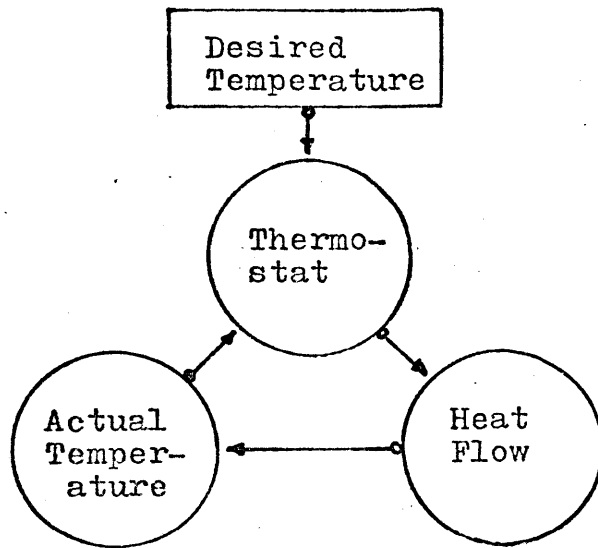 Desired
Temperature
Thermo-
stat
Actual
Temper-
ature
Heat
Flow